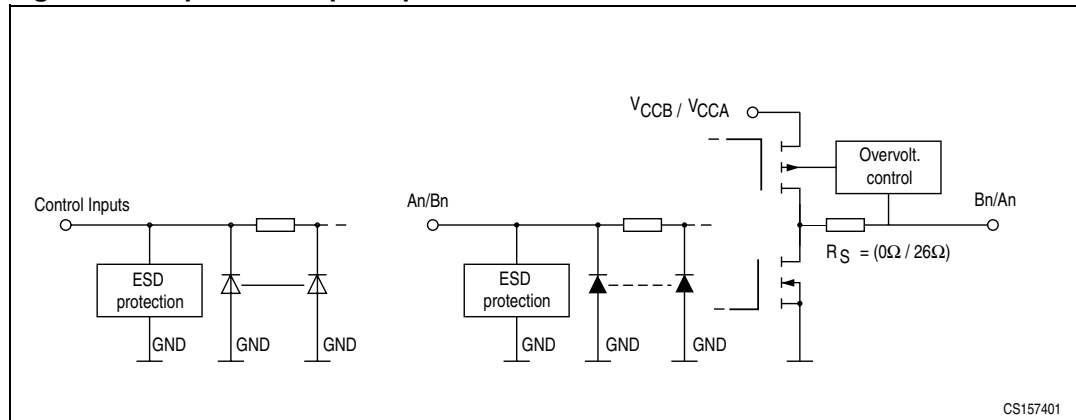 VCCB / VCCA
Overvolt.
control
Control Inputs
An/Bn
Bn/An
RS = (0Ω / 26Ω)
ESD
protection
ESD
protection
GND
GND
GND
GND
GND
GND
CS157401